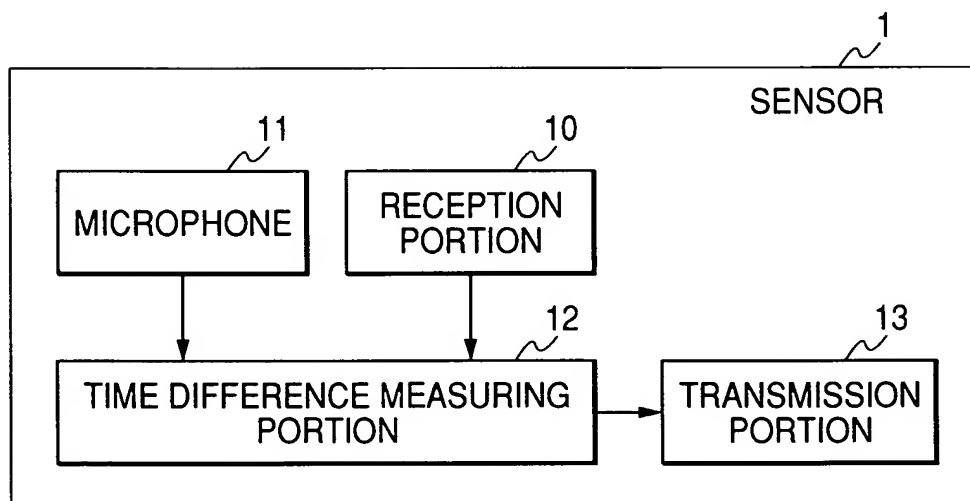 1
SENSOR
11
10
MICROPHONE
RECEPTION
PORTION
12
13
TIME DIFFERENCE MEASURING
PORTION
TRANSMISSION
PORTION